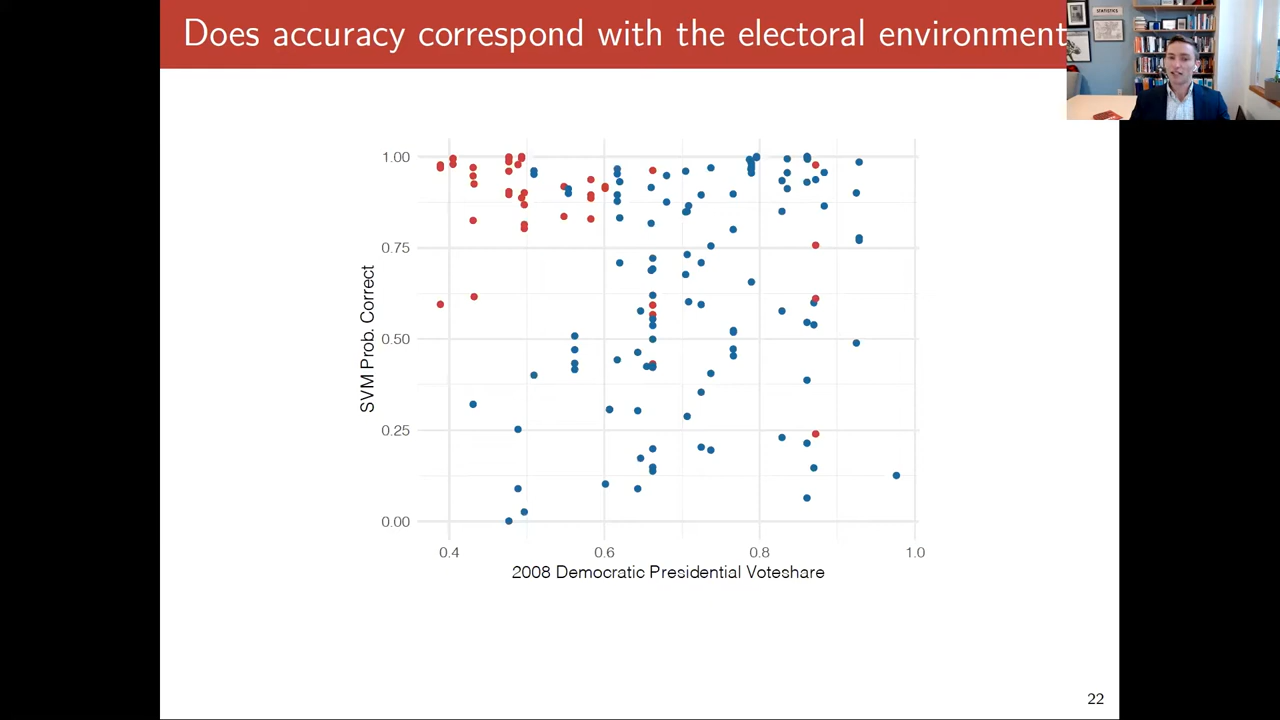 Does accuracy correspond with the electoral environment
STATISTICS
1.00
0.75
0.50
0.25
0.00
SVM Prob. Correct
0.4 0.6 0.8 1.0
2008 Democratic Presidential Voteshare
22